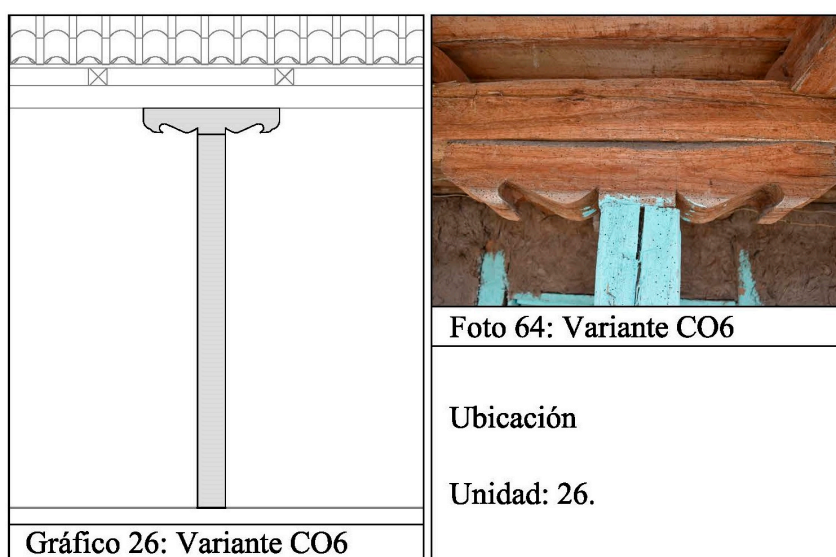 Gráfico 26: Variante CO6
Foto 64: Variante CO6
Ubicación
Unidad: 26.